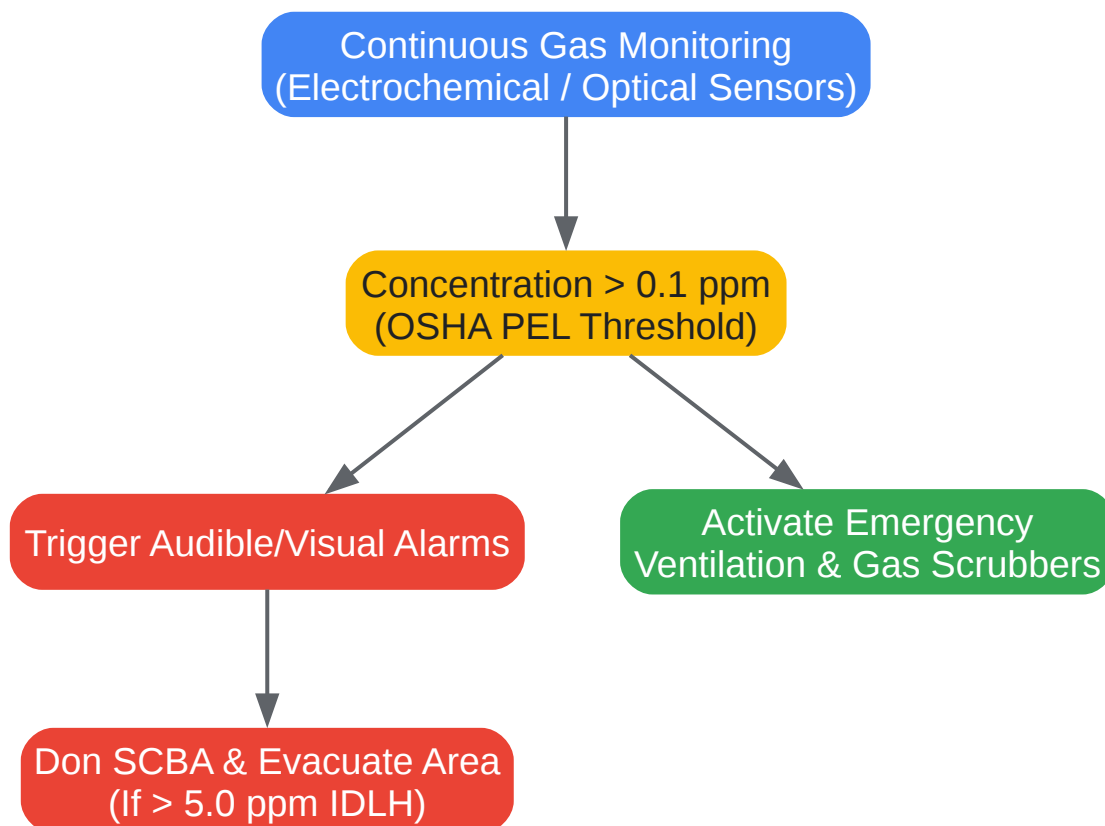 Continuous Gas Monitoring
(Electrochemical / Optical Sensors)
Concentration > 0.1 ppm
(OSHA PEL Threshold)
Trigger Audible/Visual Alarms
Activate Emergency
Ventilation & Gas Scrubbers
Don SCBA & Evacuate Area
(If > 5.0 ppm IDLH)